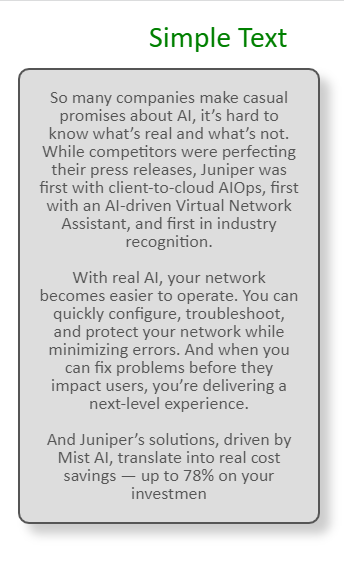 Simple Text
So many companies make casual
promises about AI, it’s hard to
know what’s real and what’s not.
While competitors were perfecting
their press releases, Juniper was
first with client-to-cloud AIOps, first
with an AI-driven Virtual Network
Assistant, and first in industry
recognition.
With real AI, your network
becomes easier to operate. You can
quickly configure, troubleshoot,
and protect your network while
minimizing errors. And when you
can fix problems before they
impact users, you’re delivering a
next-level experience.
And Juniper’s solutions, driven by
Mist AI, translate into real cost
savings — up to 78% on your
investmen